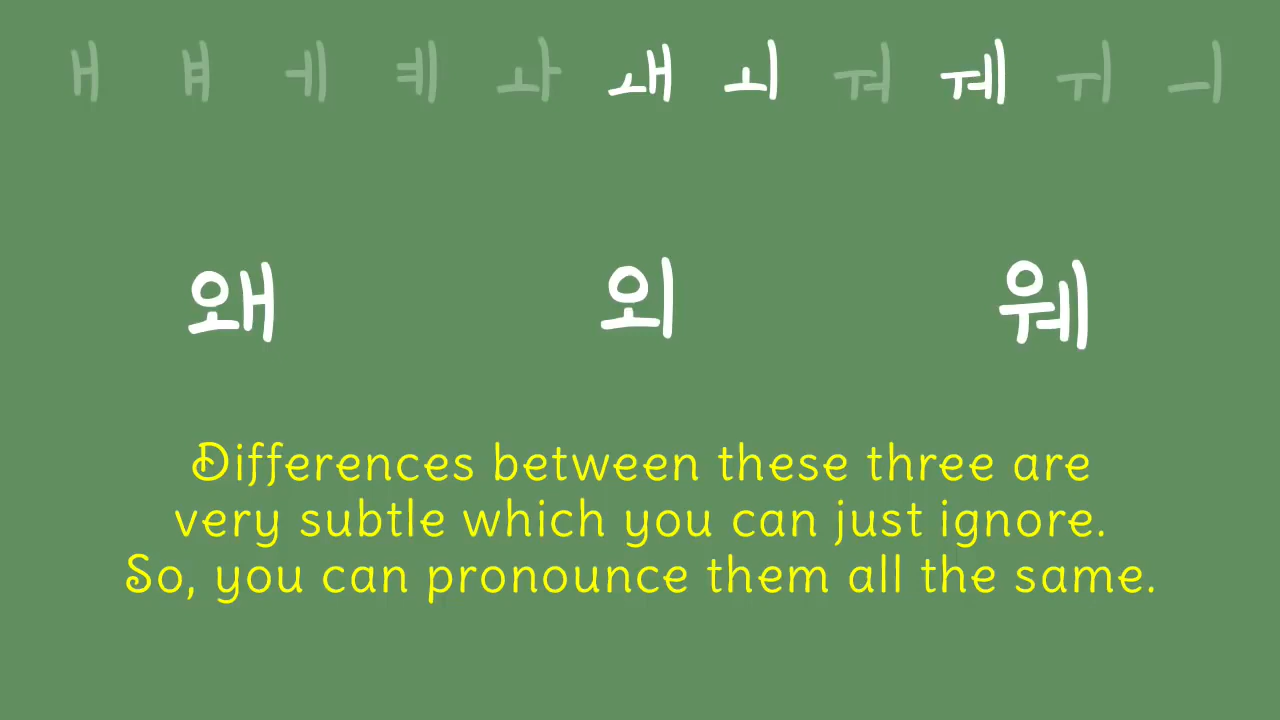 ㅐ ㅒ ㅔ ㅖ ㅘ ㅙ ㅚ ㅝ ㅞ ㅟ ㅢ
왜 외 웨
Differences between these three are
very subtle which you can just ignore.
So, you can pronounce them all the same.